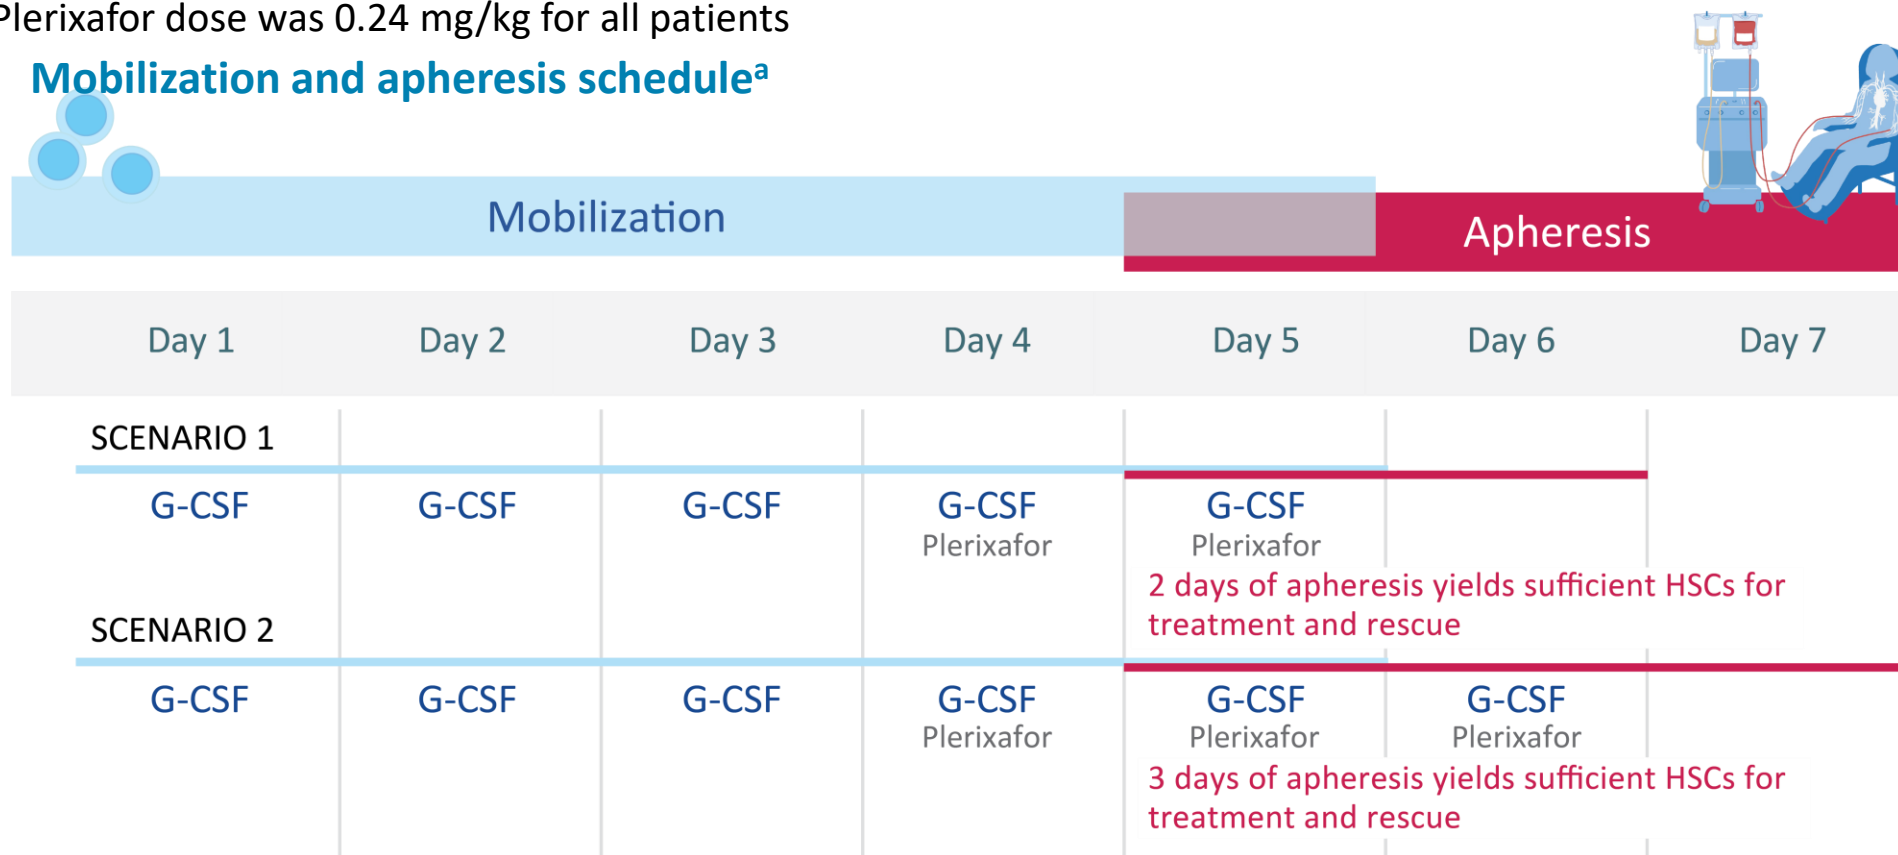 Plerixafor dose was 0.24 mg/kg for all patients
Mobilization and apheresis scheduleᵃ
Mobilization
Apheresis
Day 1 Day 2 Day 3 Day 4 Day 5 Day 6 Day 7
SCENARIO 1
G-CSF G-CSF G-CSF G-CSF G-CSF
Plerixafor Plerixafor
2 days of apheresis yields sufficient HSCs for
treatment and rescue
SCENARIO 2
G-CSF G-CSF G-CSF G-CSF G-CSF G-CSF
Plerixafor Plerixafor Plerixafor
3 days of apheresis yields sufficient HSCs for
treatment and rescue